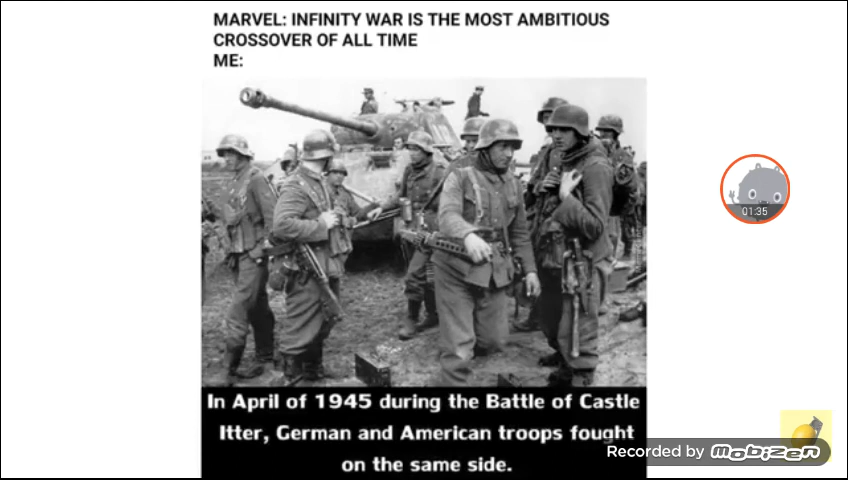 MARVEL: INFINITY WAR IS THE MOST AMBITIOUS
CROSSOVER OF ALL TIME
ME:
01:35
In April of 1945 during the Battle of Castle
Itter, German and American troops fought
on the same side.
Recorded by Mobizen